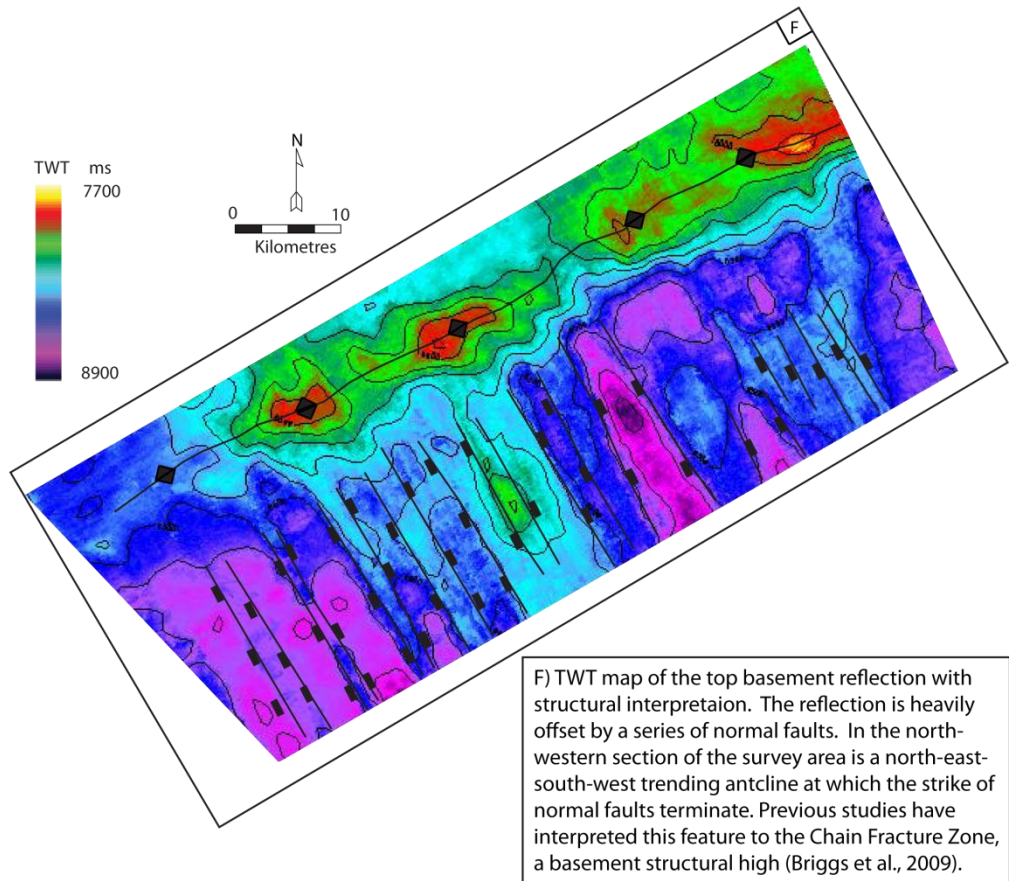 F
N
TWT ms
7700
8900
0 10
Kilometres
F) TWT map of the top basement reflection with
structural interpretaion. The reflection is heavily
offset by a series of normal faults. In the north-
western section of the survey area is a north-east-
south-west trending antcline at which the strike of
normal faults terminate. Previous studies have
interpreted this feature to the Chain Fracture Zone,
a basement structural high (Briggs et al., 2009).